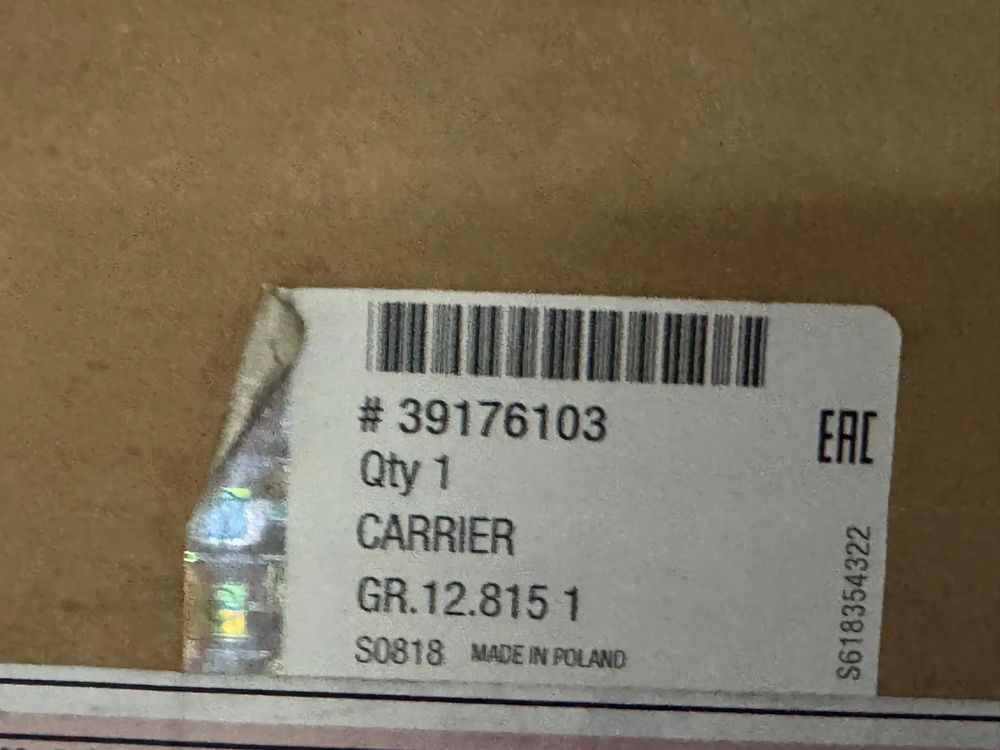 # 39176103
Qty 1
CARRIER
GR.12.815 1
S0818 MADE IN POLAND
EAC
S618354322